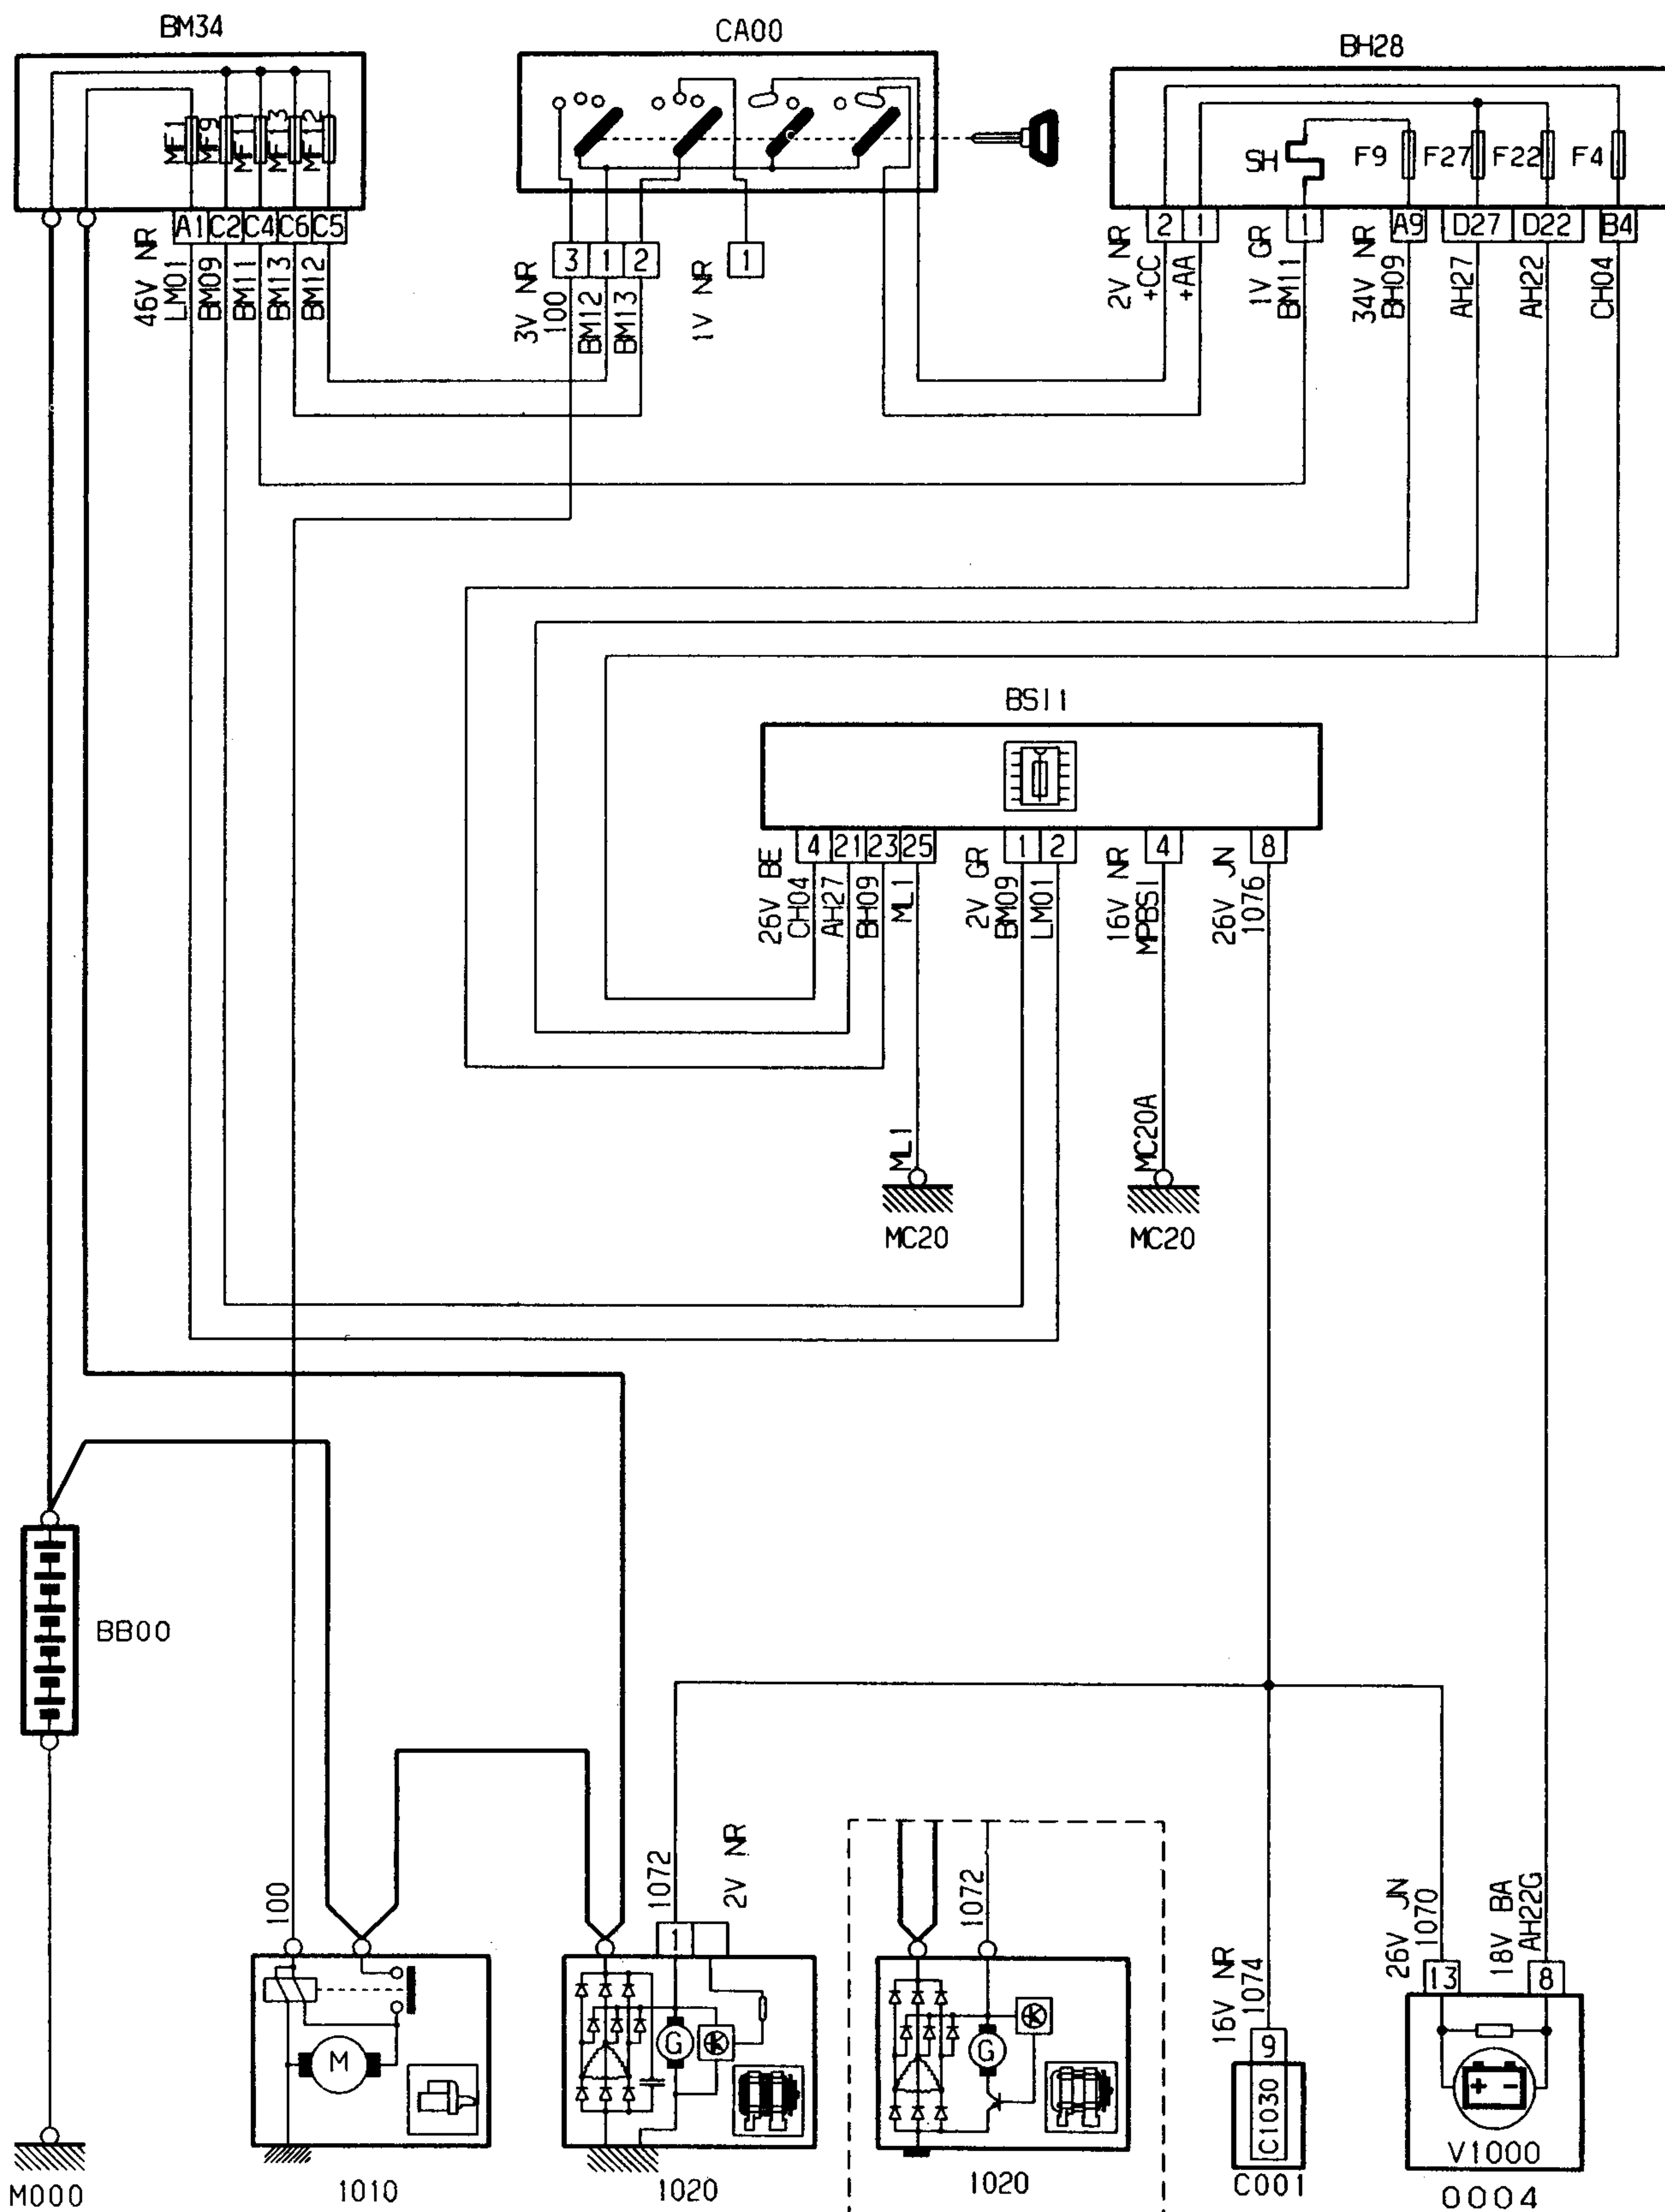 BM34
CA00
BH28
MF1
MF9
MF11
MF13
MF12
SH
F9
F27
F22
F4
A1 C2 C4 C6 C5
3 1 2
1
2 1
1
A9
D27
D22
B4
46V NR
LM01
BM09
BM11
BM13
BM12
3V NR
100
BM12
BM13
1V NR
2V NR
+CC
+AA
1V GR
BM11
34V NR
BH09
AH27
AH22
CH04
BSI1
4 21 23 25
1 2
4
8
26V BE
CH04
AH27
BH09
ML1
2V GR
BM09
LM01
16V NR
MPBSI
26V JN
1076
ML1
MC20A
MC20
MC20
BB00
100
1072
2V NR
1072
16V NR
1074
26V JN
1070
18V BA
AH22G
1
13
8
9
M
G
G
C1030
+ -
V1000
M000
1010
1020
1020
C001
0004